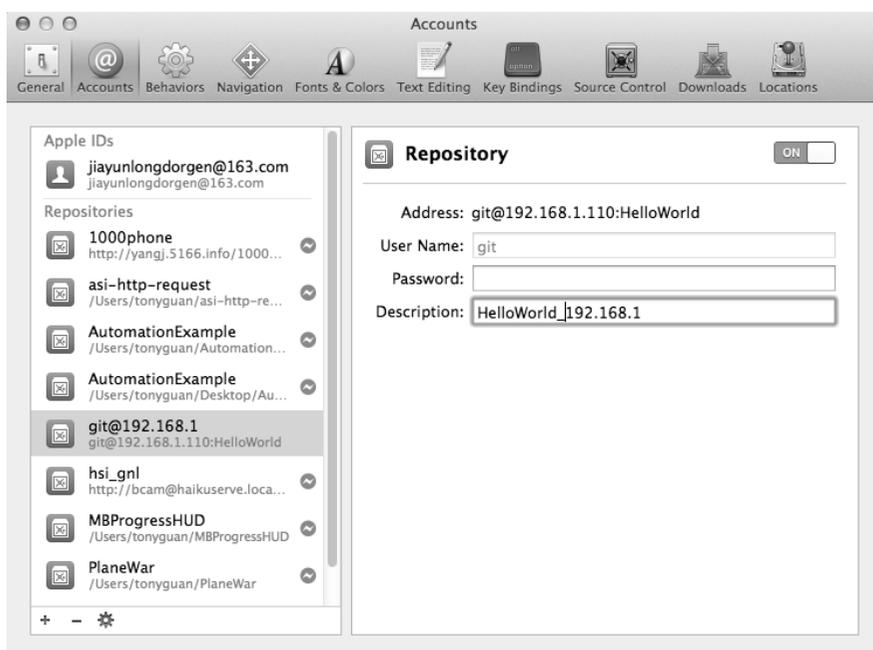 Accounts
General Accounts Behaviors Navigation Fonts & Colors Text Editing Key Bindings Source Control Downloads Locations
Apple IDs
jiayunlongdorgen@163.com
jiayunlongdorgen@163.com
Repositories
1000phone
http://yangj.5166.info/1000...
asi-http-request
/Users/tonyguan/asi-http-re...
AutomationExample
/Users/tonyguan/Automation...
AutomationExample
/Users/tonyguan/Desktop/Au...
git@192.168.1
git@192.168.1.110:HelloWorld
hsi_gnl
http://bcam@haikuserve.loca...
MBProgressHUD
/Users/tonyguan/MBProgressHUD
PlaneWar
/Users/tonyguan/PlaneWar
Repository
ON
Address: git@192.168.1.110:HelloWorld
User Name: git
Password:
Description: HelloWorld_192.168.1